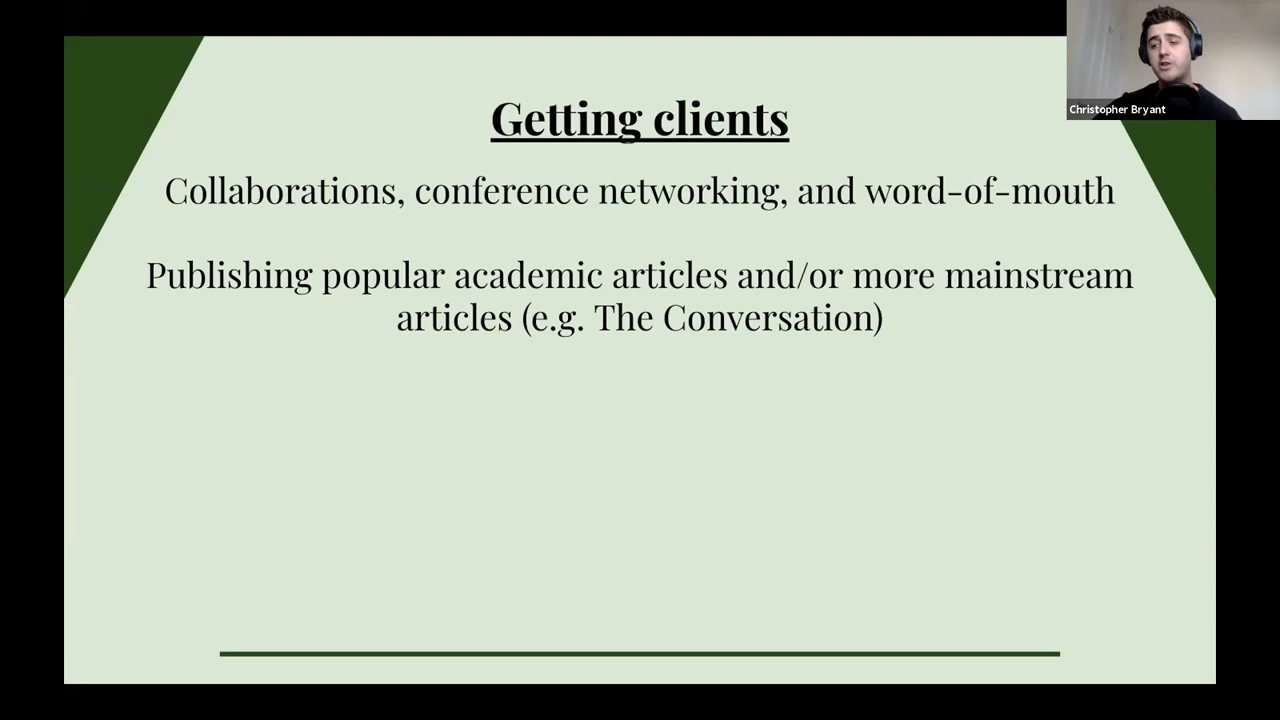 Christopher Bryant
Getting clients
Collaborations, conference networking, and word-of-mouth
Publishing popular academic articles and/or more mainstream
articles (e.g. The Conversation)